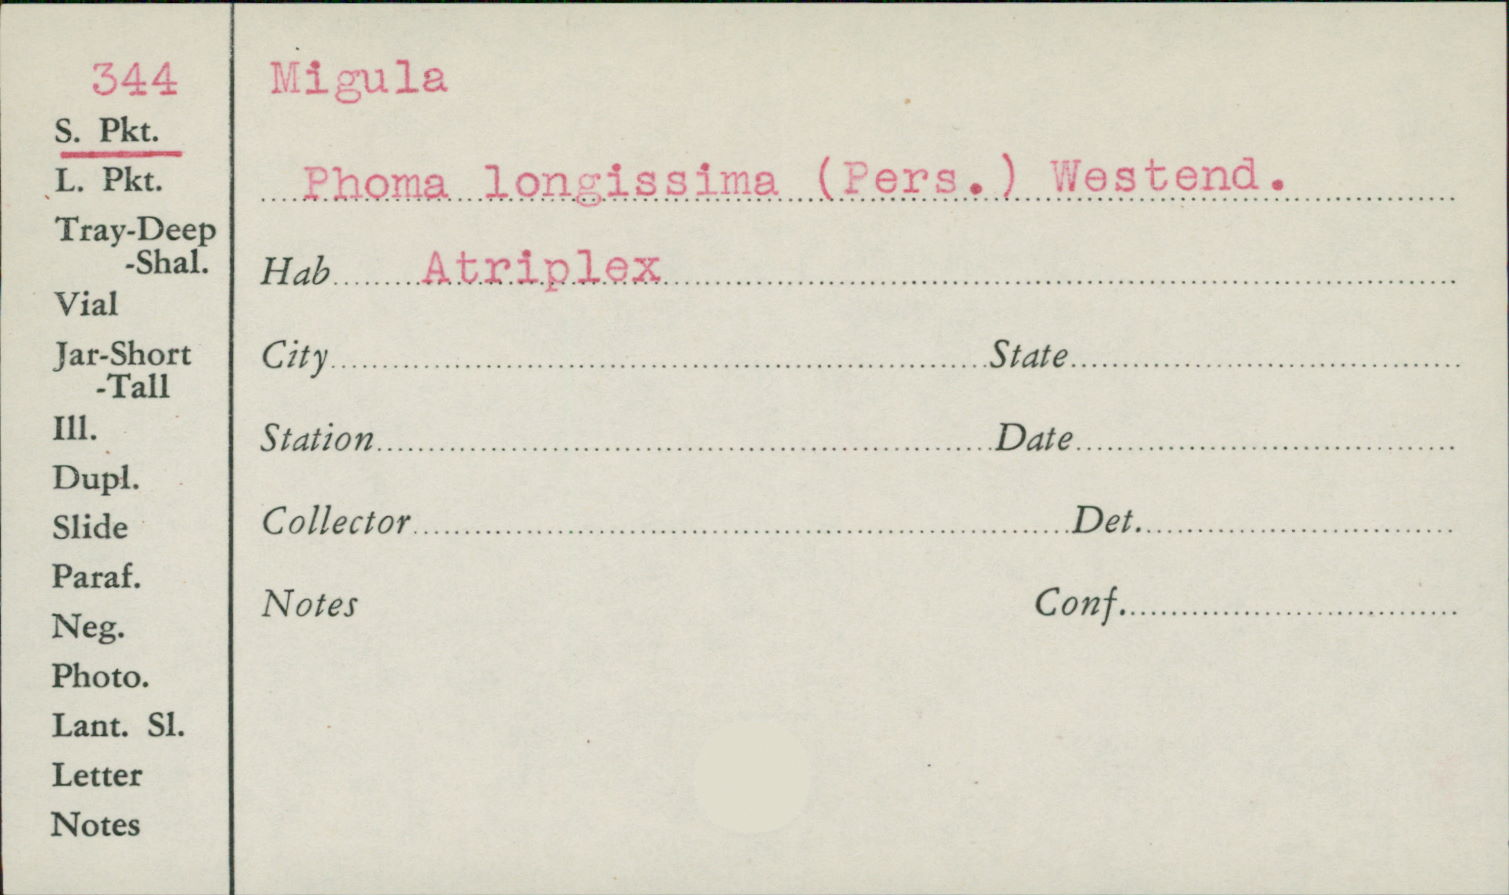 344
S. Pkt.
L. Pkt.
Tray-Deep
-Shal.
Vial
Jar-Short
-Tall
Ill.
Dupl.
Slide
Paraf.
Neg.
Photo.
Lant. Sl.
Letter
Notes
Migula
Phoma longissima (Pers.) Westend.
Hab Atriplex
City State
Station Date
Collector Det.
Notes Conf.